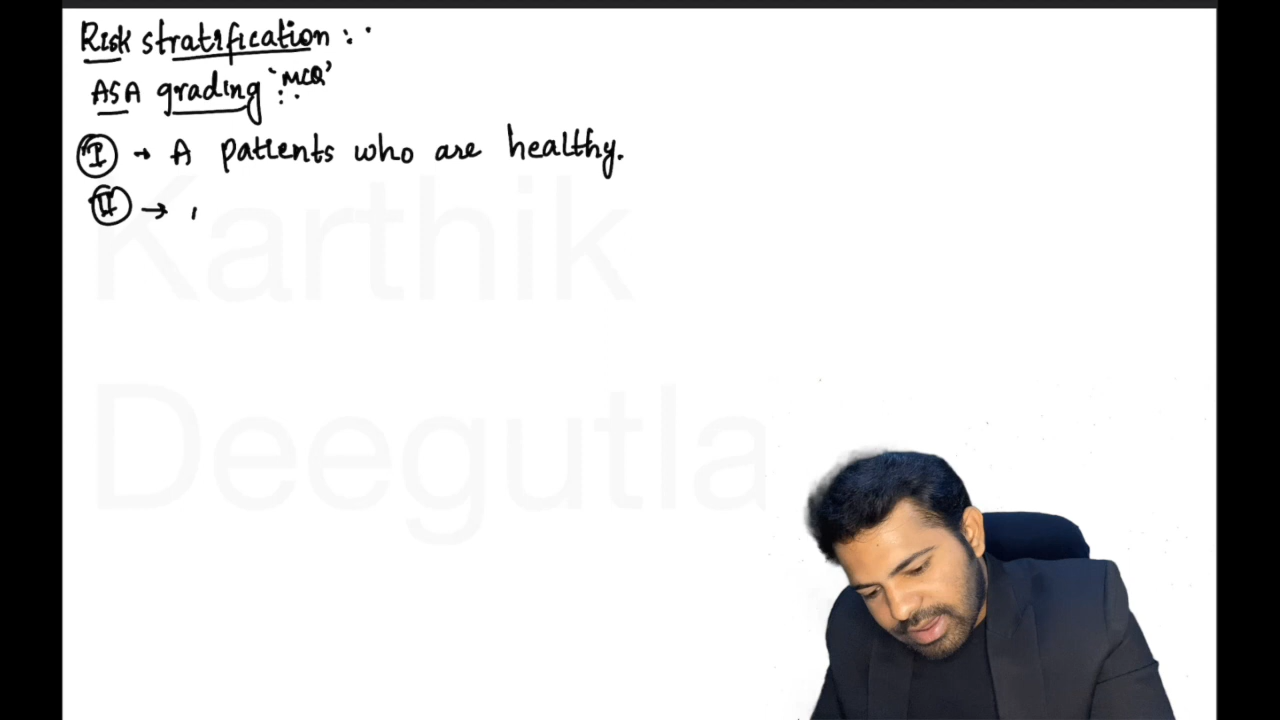 Risk stratification :
ASA grading : "MCQ"
I → A patients who are healthy.
II →
Karthik
Deegutla